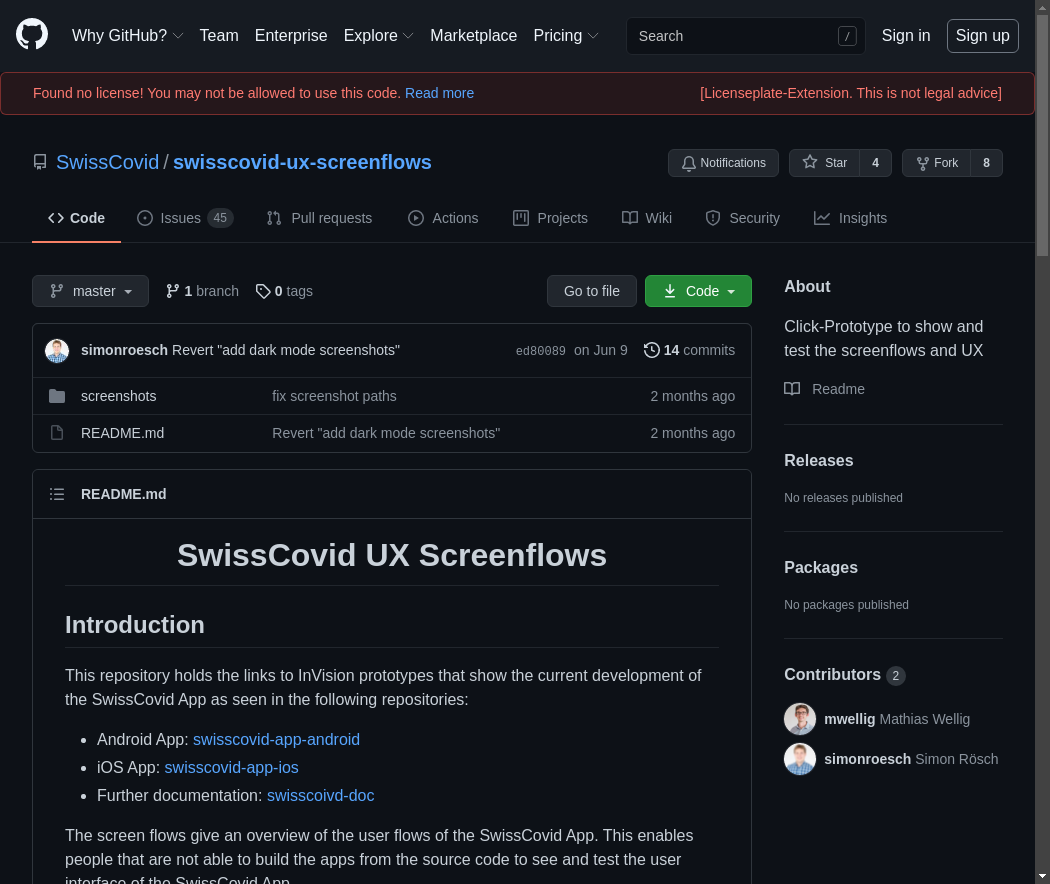 Why GitHub? Team Enterprise Explore Marketplace Pricing Search / Sign in Sign up
Found no license! You may not be allowed to use this code. Read more [Licenseplate-Extension. This is not legal advice]
SwissCovid / swisscovid-ux-screenflows Notifications Star 4 Fork 8
Code Issues 45 Pull requests Actions Projects Wiki Security Insights
master 1 branch 0 tags Go to file Code
simonroesch Revert "add dark mode screenshots" ed80089 on Jun 9 14 commits
screenshots fix screenshot paths 2 months ago
README.md Revert "add dark mode screenshots" 2 months ago
README.md
SwissCovid UX Screenflows
Introduction
This repository holds the links to InVision prototypes that show the current development of
the SwissCovid App as seen in the following repositories:
Android App: swisscovid-app-android
iOS App: swisscovid-app-ios
Further documentation: swisscoivd-doc
The screen flows give an overview of the user flows of the SwissCovid App. This enables
people that are not able to build the apps from the source code to see and test the user
interface of the SwissCovid App.
About
Click-Prototype to show and
test the screenflows and UX
Readme
Releases
No releases published
Packages
No packages published
Contributors 2
mwellig Mathias Wellig
simonroesch Simon Rösch